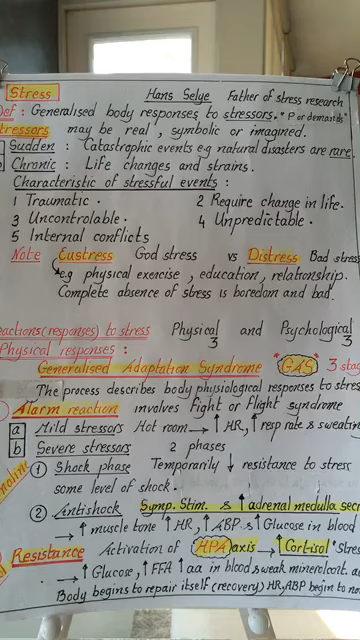 Stress Hans Selye Father of stress research
Def : Generalised body responses to stressors. "P or demands"
Stressors may be real, symbolic or imagined.
Sudden : Catastrophic events e.g natural disasters are rare
Chronic : Life changes and strains.
Characteristic of stressful events :
1 Traumatic. 2 Require change in life.
3 Uncontrolable. 4 Unpredictable.
5 Internal conflicts
Note Eustress God stress vs Distress Bad stress
e.g physical exercise, education, relationship.
Complete absence of stress is boredom and bad.
Reactions (responses) to stress Physical 3 and Psychological 3
Physical responses :
Generalised Adaptation Syndrome "GAS" 3 stag
The process describes body physiological responses to stress
Alarm reaction involves Fight or flight syndrome
a Mild stressors Hot room → ↑ HR, ↑ resp rate & sweating
b Severe stressors 2 phases
① Shock phase Temporarily ↓ resistance to stress
some level of shock.
② Antishock Symp. Stim. & ↑ adrenal medulla secr
→ ↑ muscle tone ↑ HR, ↑ ABP & ↑ Glucose in blood
Resistance Activation of HPA axis → ↑ Cortisol "Stres
→ ↑ Glucose, ↑ FFA ↑ aa in blood & weak mineralcort. ac
Body begins to repair itself (recovery) HR, ABP begin to no